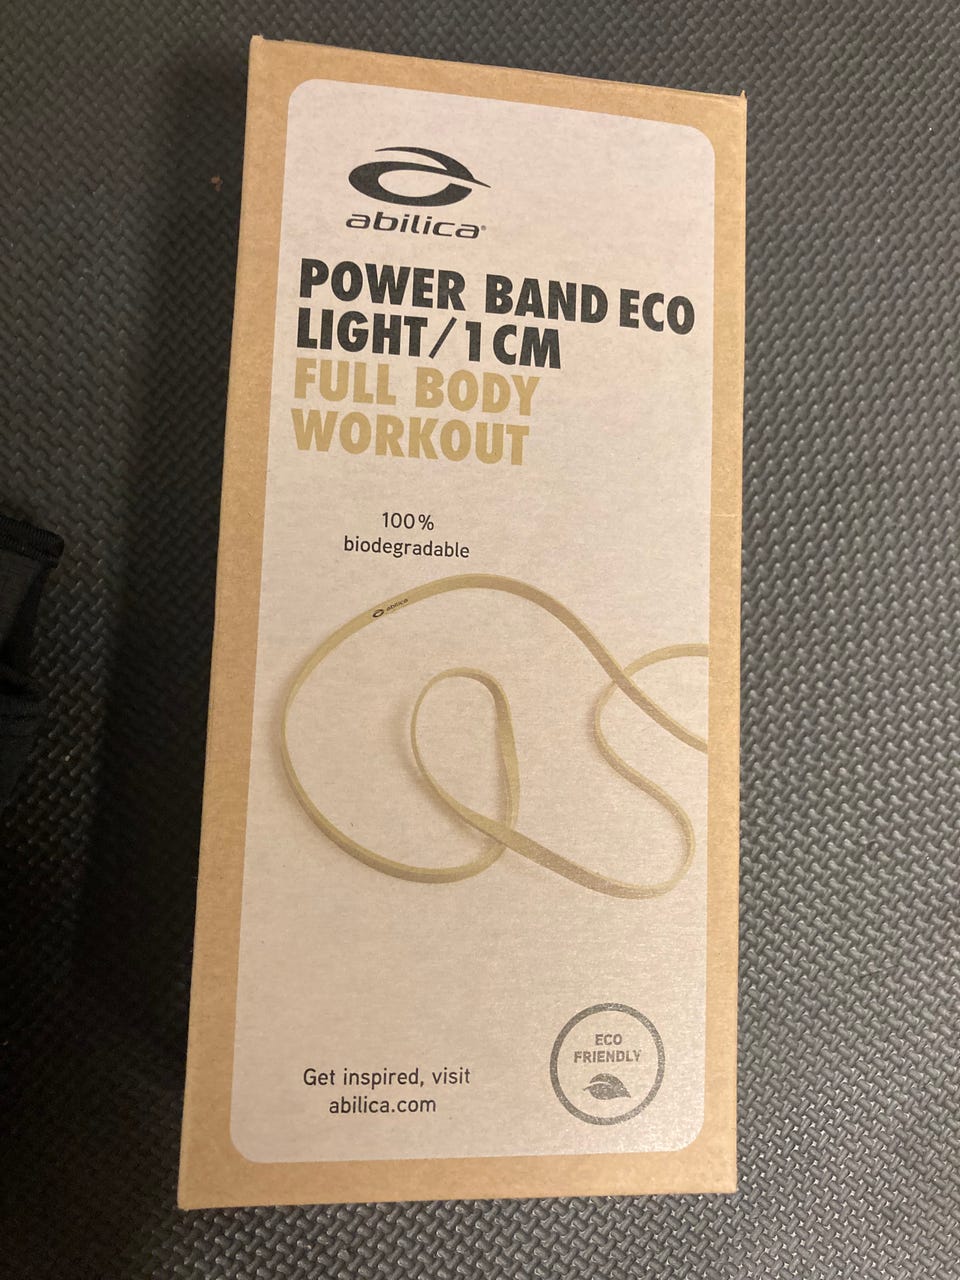 abilica®
POWER BAND ECO
LIGHT/1CM
FULL BODY
WORKOUT
100%
biodegradable
abilica
ECO
FRIENDLY
Get inspired, visit
abilica.com